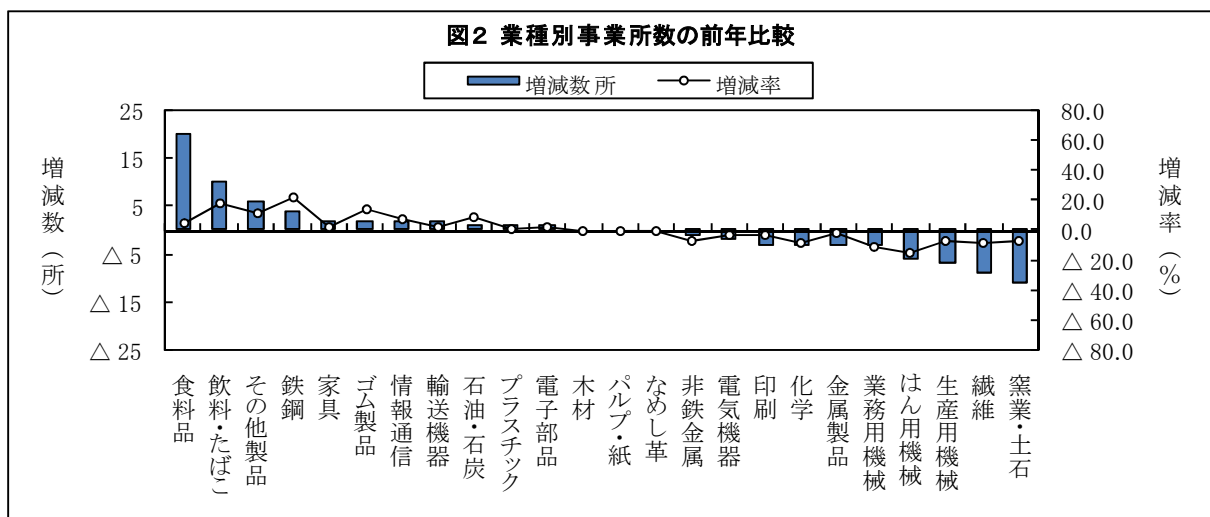 図2 業種別事業所数の前年比較
増減数 所
増減率
増減数（所）
25
15
5
△ 5
△ 15
△ 25
80.0
60.0
40.0
20.0
0.0
△ 20.0
△ 40.0
△ 60.0
△ 80.0
増減率（%）
食料品
飲料・たばこ
その他製品
鉄鋼
家具
ゴム製品
情報通信
輸送機器
石油・石炭
プラスチック
電子部品
木材
パルプ・紙
なめし革
非鉄金属
電気機器
印刷
化学
金属製品
業務用機械
はん用機械
生産用機械
繊維
窯業・土石